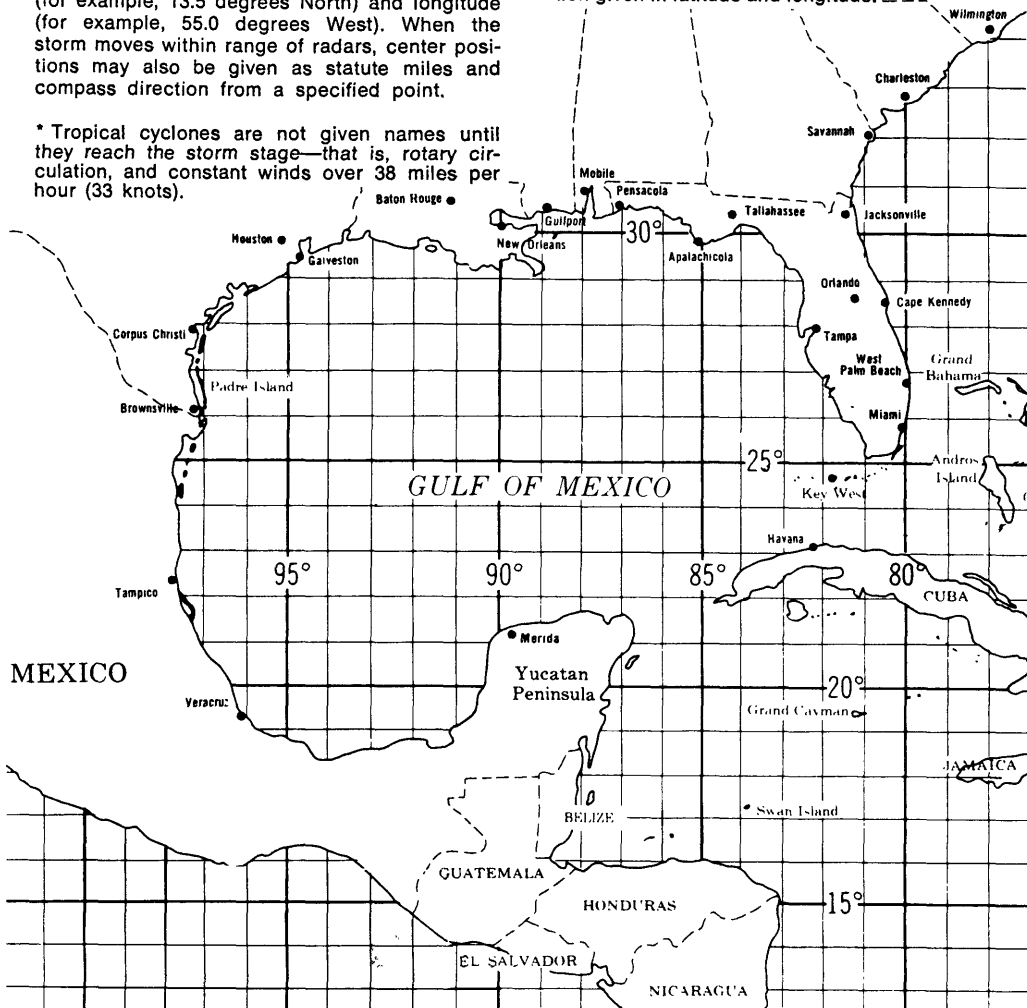 (for example, 13.5 degrees North) and longitude
(for example, 55.0 degrees West). When the
storm moves within range of radars, center posi-
tions may also be given as statute miles and
compass direction from a specified point.
* Tropical cyclones are not given names until
they reach the storm stage—that is, rotary cir-
culation, and constant winds over 38 miles per
hour (33 knots).
Wilmington
Charleston
Savannah
Mobile
Pensacola
Baton Rouge
Gulfport
Tallahassee
Jacksonville
30°
Houston
New Orleans
Galveston
Apalachicola
Orlando
Cape Kennedy
Corpus Christi
Tampa
West
Palm Beach
Grand
Bahama
Padre Island
Brownsville
Miami
25°
Andros
Island
GULF OF MEXICO
Key West
Havana
95°
90°
85°
80°
Tampico
CUBA
Merida
MEXICO
Yucatan
Peninsula
20°
Veracruz
Grand Cayman
JAMAICA
Swan Island
BELIZE
GUATEMALA
HONDURAS
15°
EL SALVADOR
NICARAGUA